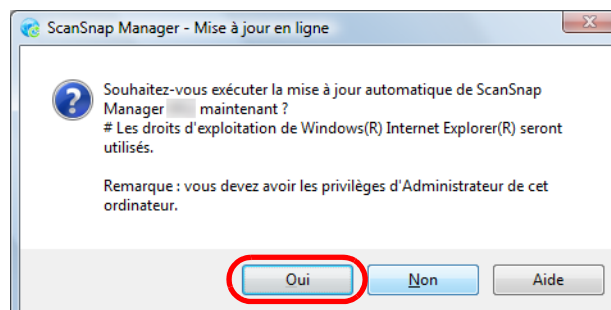 ScanSnap Manager - Mise à jour en ligne
Souhaitez-vous exécuter la mise à jour automatique de ScanSnap
Manager maintenant ?
# Les droits d'exploitation de Windows(R) Internet Explorer(R) seront
utilisés.
Remarque : vous devez avoir les privilèges d'Administrateur de cet
ordinateur.
Oui Non Aide